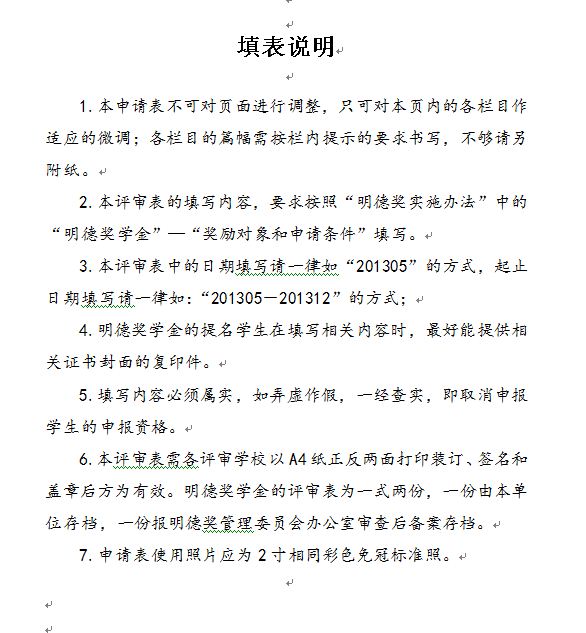 填表说明
1.本申请表不可对页面进行调整，只可对本页内的各栏目作
适应的微调；各栏目的篇幅需按栏内提示的要求书写，不够请另
附纸。
2.本评审表的填写内容，要求按照“明德奖实施办法”中的
“明德奖学金”—“奖励对象和申请条件”填写。
3.本评审表中的日期填写请一律如“201305”的方式，起止
日期填写请一律如：“201305－201312”的方式；
4.明德奖学金的提名学生在填写相关内容时，最好能提供相
关证书封面的复印件。
5.填写内容必须属实，如弄虚作假，一经查实，即取消申报
学生的申报资格。
6.本评审表需各评审学校以A4纸正反两面打印装订、签名和
盖章后方为有效。明德奖学金的评审表为一式两份，一份由本单
位存档，一份报明德奖管理委员会办公室审查后备案存档。
7.申请表使用照片应为2寸相同彩色免冠标准照。